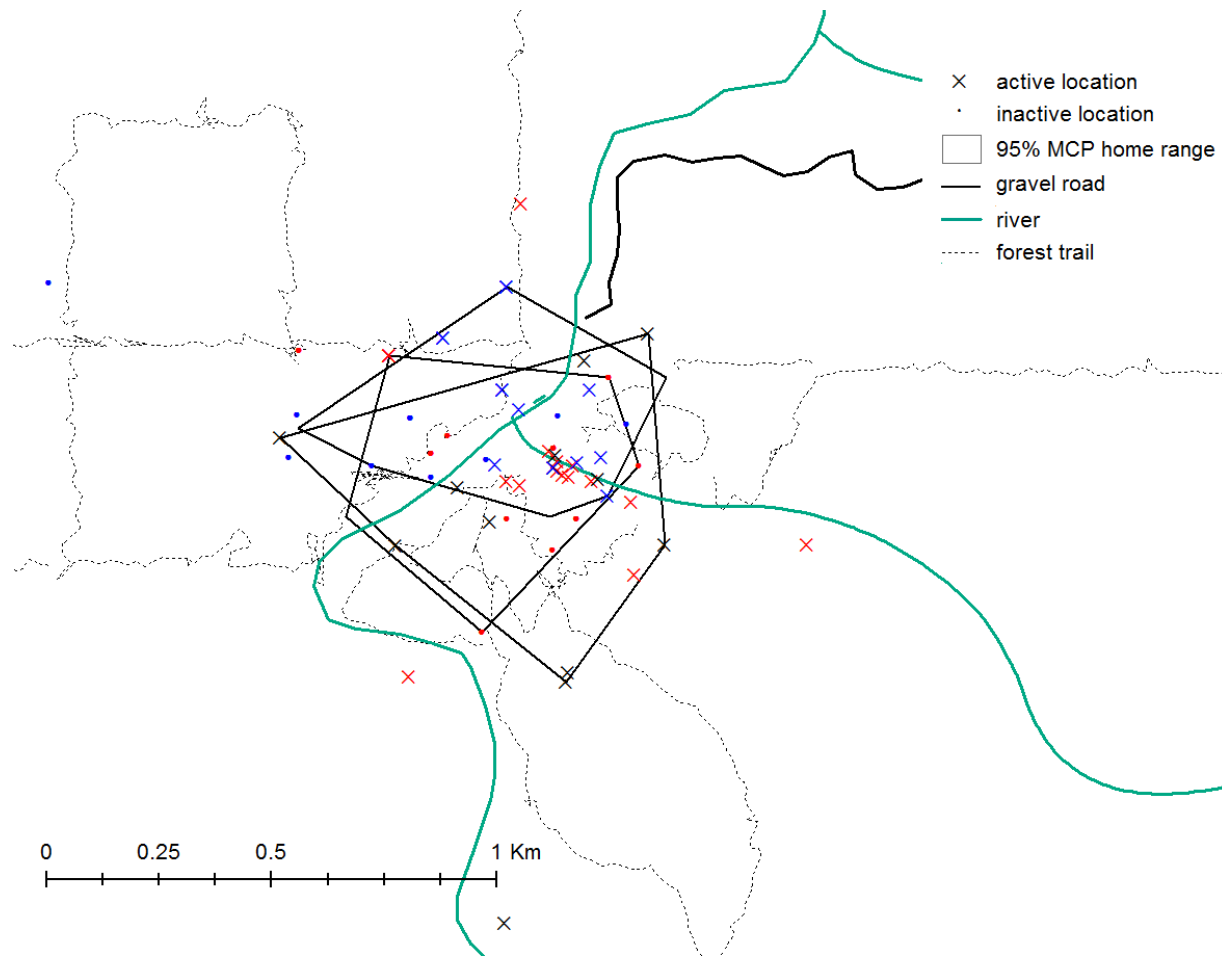 active location
inactive location
95% MCP home range
gravel road
river
forest trail
0 0.25 0.5 1 Km